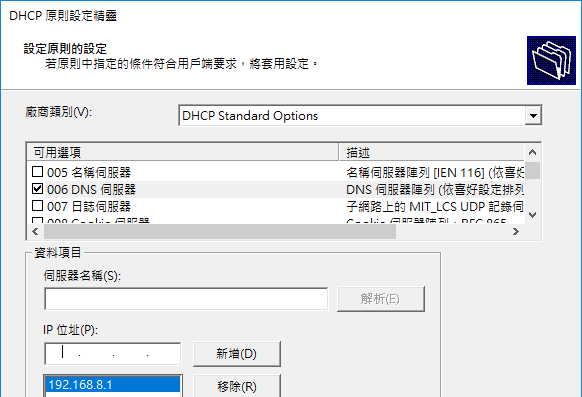 DHCP 原則設定精靈
設定原則的設定
若原則中指定的條件符合用戶端要求，將套用設定。
廠商類別(V):
DHCP Standard Options
可用選項 描述
005 名稱伺服器 名稱伺服器陣列 [IEN 116] (依喜好
006 DNS 伺服器 DNS 伺服器陣列 (依喜好設定排列
007 日誌伺服器 子網路上的 MIT_LCS UDP 記錄伺
008 Cookie 伺服器 Cookie 伺服器陣列，RFC 865
資料項目
伺服器名稱(S):
解析(E)
IP 位址(P):
. . . 新增(D)
192.168.8.1 移除(R)